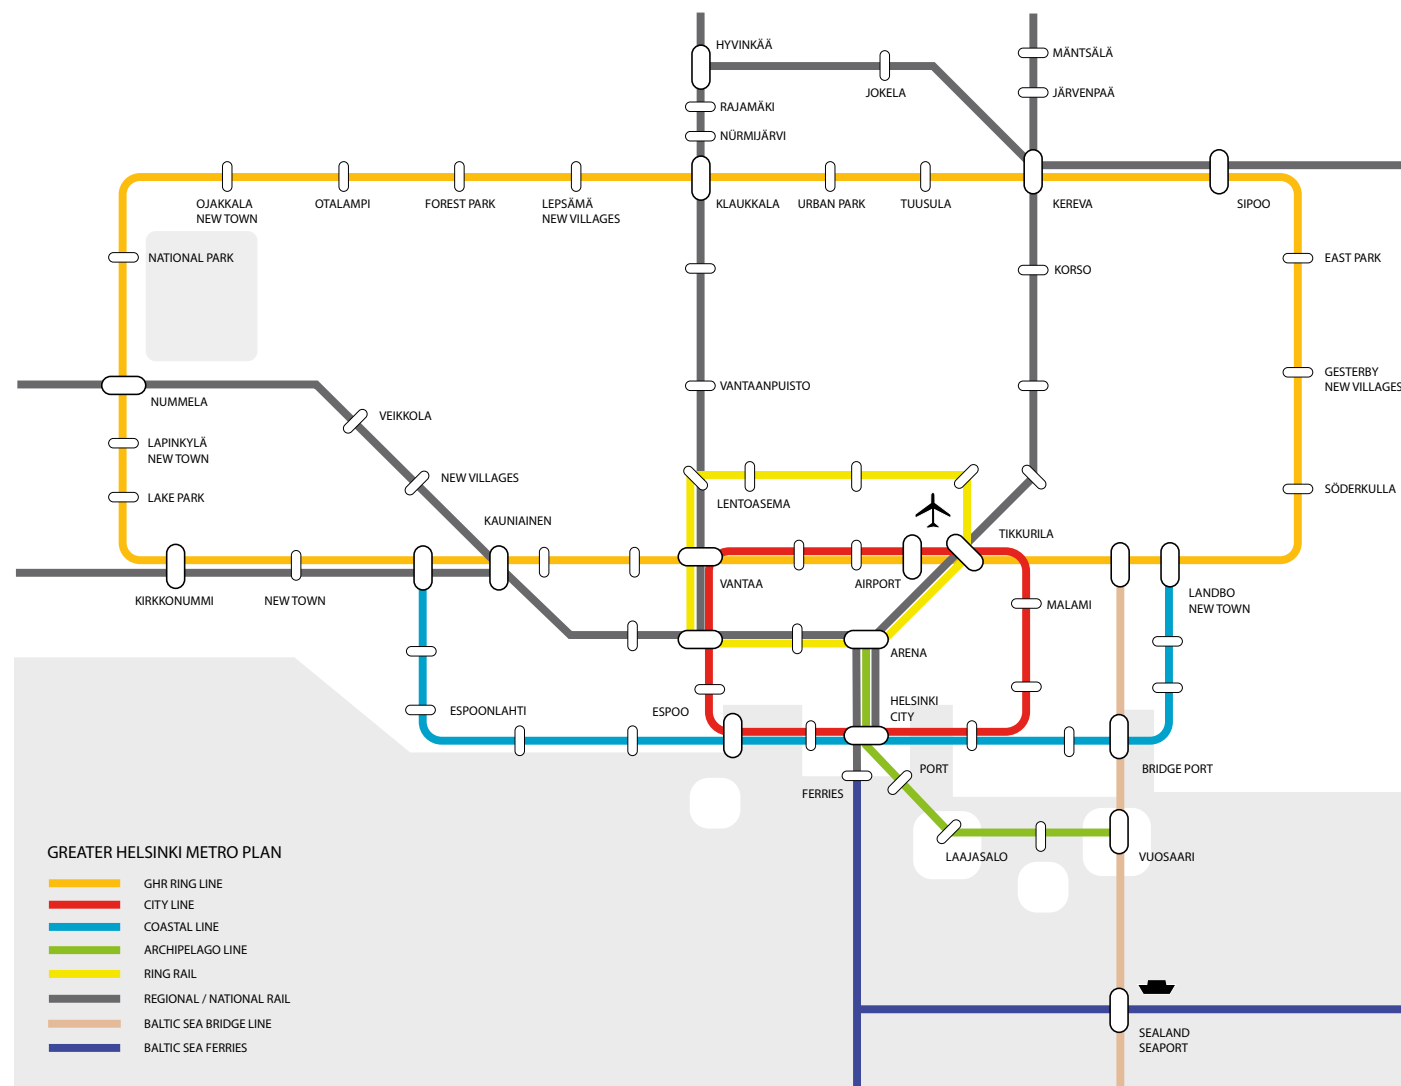 HYVINKÄÄ
MÄNTSÄLÄ
JOKELA
JÄRVENPÄÄ
RAJAMÄKI
NÜRMIJÄRVI
OJAKKALA
NEW TOWN
OTALAMPI
FOREST PARK
LEPSÄMÄ
NEW VILLAGES
KLAUKKALA
URBAN PARK
TUUSULA
KEREVA
SIPOO
NATIONAL PARK
KORSO
EAST PARK
NUMMELA
VEIKKOLA
VANTAANPUISTO
GESTERBY
NEW VILLAGES
LAPINKYLÄ
NEW TOWN
NEW VILLAGES
LAKE PARK
LENTOASEMA
SÖDERKULLA
KAUNIAINEN
TIKKURILA
KIRKKONUMMI
NEW TOWN
VANTAA
AIRPORT
MALAMI
LANDBO
NEW TOWN
ARENA
ESPOONLAHTI
ESPOO
HELSINKI
CITY
PORT
BRIDGE PORT
FERRIES
LAAJASALO
VUOSAARI
GREATER HELSINKI METRO PLAN
GHR RING LINE
CITY LINE
COASTAL LINE
ARCHIPELAGO LINE
RING RAIL
REGIONAL / NATIONAL RAIL
BALTIC SEA BRIDGE LINE
BALTIC SEA FERRIES
SEALAND
SEAPORT